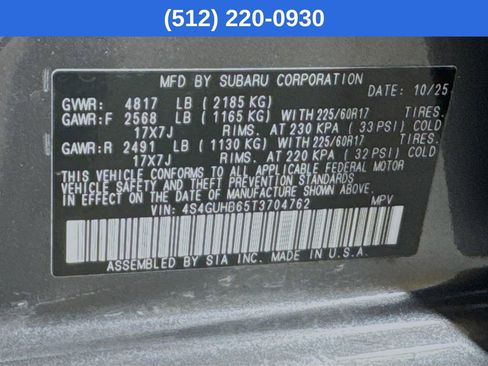 (512) 220-0930
MFD BY SUBARU CORPORATION
DATE: 10/25
GVWR: 4817 LB (2185 KG)
GAWR:F 2568 LB (1165 KG) WITH 225/60R17 TIRES.
17X7J RIMS. AT 230 KPA (33 PSI) COLD
GAWR:R 2491 LB (1130 KG) WITH 225/60R17 TIRES.
17X7J RIMS. AT 220 KPA (32 PSI) COLD
THIS VEHICLE CONFORMS TO ALL APPLICABLE FEDERAL MOTOR
VEHICLE SAFETY AND THEFT PREVENTION STANDARDS
IN EFFECT ON THE DATE OF MANUFACTURE SHOWN ABOVE.
VIN: 4S4GUHB65T3704762 MPV
ASSEMBLED BY SIA INC. MADE IN U.S.A.